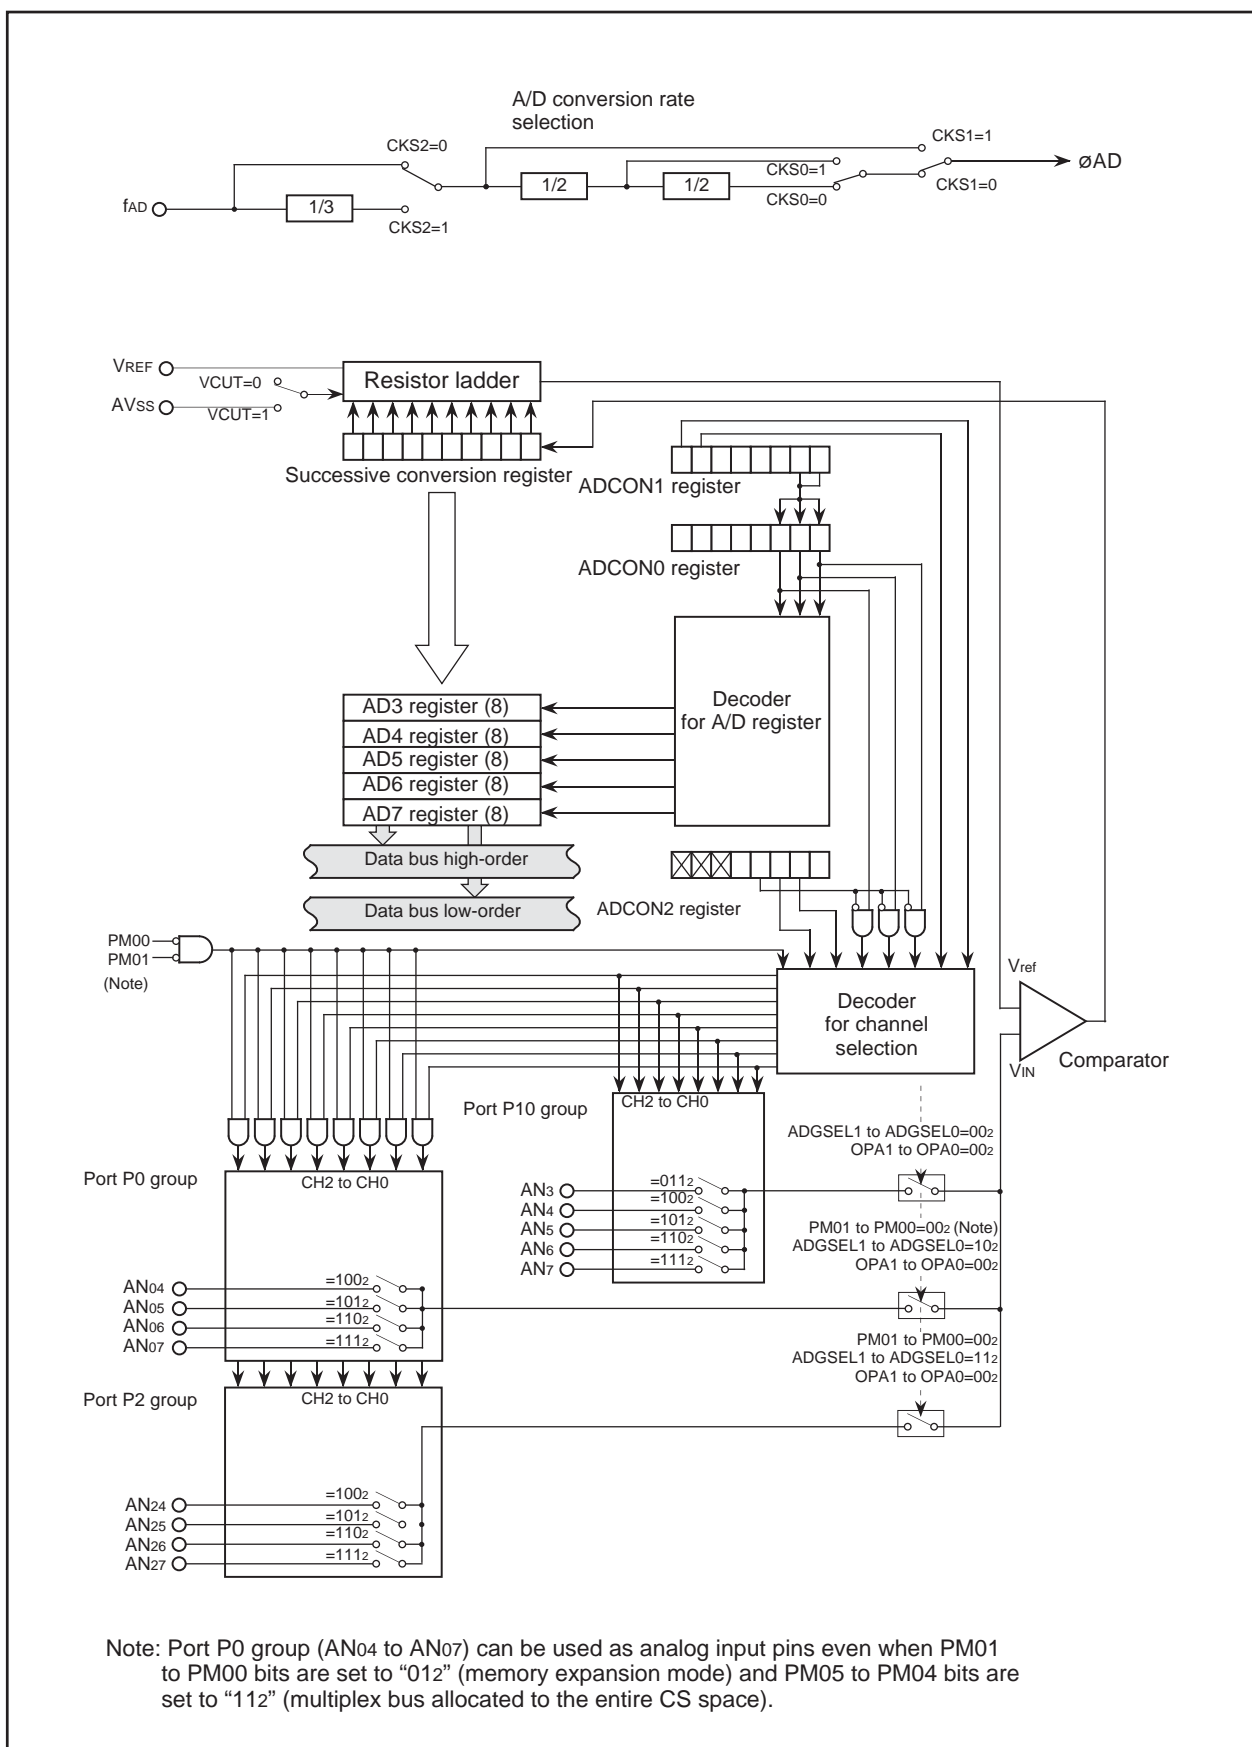 A/D conversion rate
selection
CKS2=0
CKS1=1
CKS0=1
øAD
1/2
1/2
CKS1=0
CKS0=0
fAD
1/3
CKS2=1
VREF
VCUT=0
Resistor ladder
AVSS
VCUT=1
Successive conversion register
ADCON1 register
ADCON0 register
Decoder
for A/D register
AD3 register (8)
AD4 register (8)
AD5 register (8)
AD6 register (8)
AD7 register (8)
Data bus high-order
Data bus low-order
ADCON2 register
PM00
PM01
(Note)
Decoder
for channel
selection
Vref
VIN
Comparator
Port P10 group
CH2 to CH0
ADGSEL1 to ADGSEL0=002
OPA1 to OPA0=002
Port P0 group
CH2 to CH0
AN3
=0112
AN4
=1002
AN5
=1012
AN6
=1102
AN7
=1112
PM01 to PM00=002 (Note)
ADGSEL1 to ADGSEL0=102
OPA1 to OPA0=002
AN04
=1002
AN05
=1012
AN06
=1102
AN07
=1112
PM01 to PM00=002
ADGSEL1 to ADGSEL0=112
OPA1 to OPA0=002
Port P2 group
CH2 to CH0
AN24
=1002
AN25
=1012
AN26
=1102
AN27
=1112
Note: Port P0 group (AN04 to AN07) can be used as analog input pins even when PM01
to PM00 bits are set to “012” (memory expansion mode) and PM05 to PM04 bits are
set to “112” (multiplex bus allocated to the entire CS space).